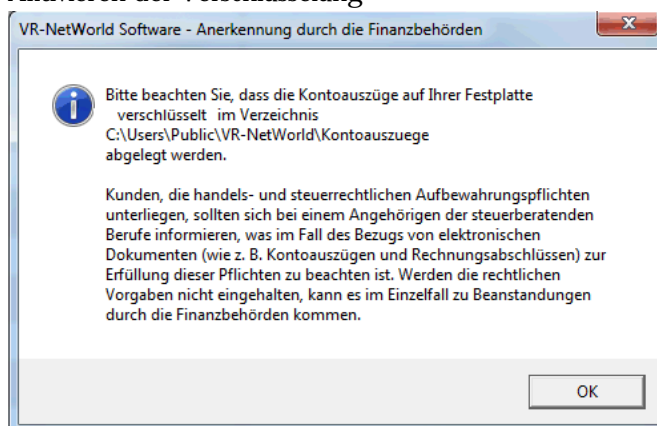 Aktivieren der Verschlüsselung
VR-NetWorld Software - Anerkennung durch die Finanzbehörden
Bitte beachten Sie, dass die Kontoauszüge auf Ihrer Festplatte
verschlüsselt im Verzeichnis
C:\Users\Public\VR-NetWorld\Kontoauszuege
abgelegt werden.
Kunden, die handels- und steuerrechtlichen Aufbewahrungspflichten
unterliegen, sollten sich bei einem Angehörigen der steuerberatenden
Berufe informieren, was im Fall des Bezugs von elektronischen
Dokumenten (wie z. B. Kontoauszügen und Rechnungsabschlüssen) zur
Erfüllung dieser Pflichten zu beachten ist. Werden die rechtlichen
Vorgaben nicht eingehalten, kann es im Einzelfall zu Beanstandungen
durch die Finanzbehörden kommen.
OK